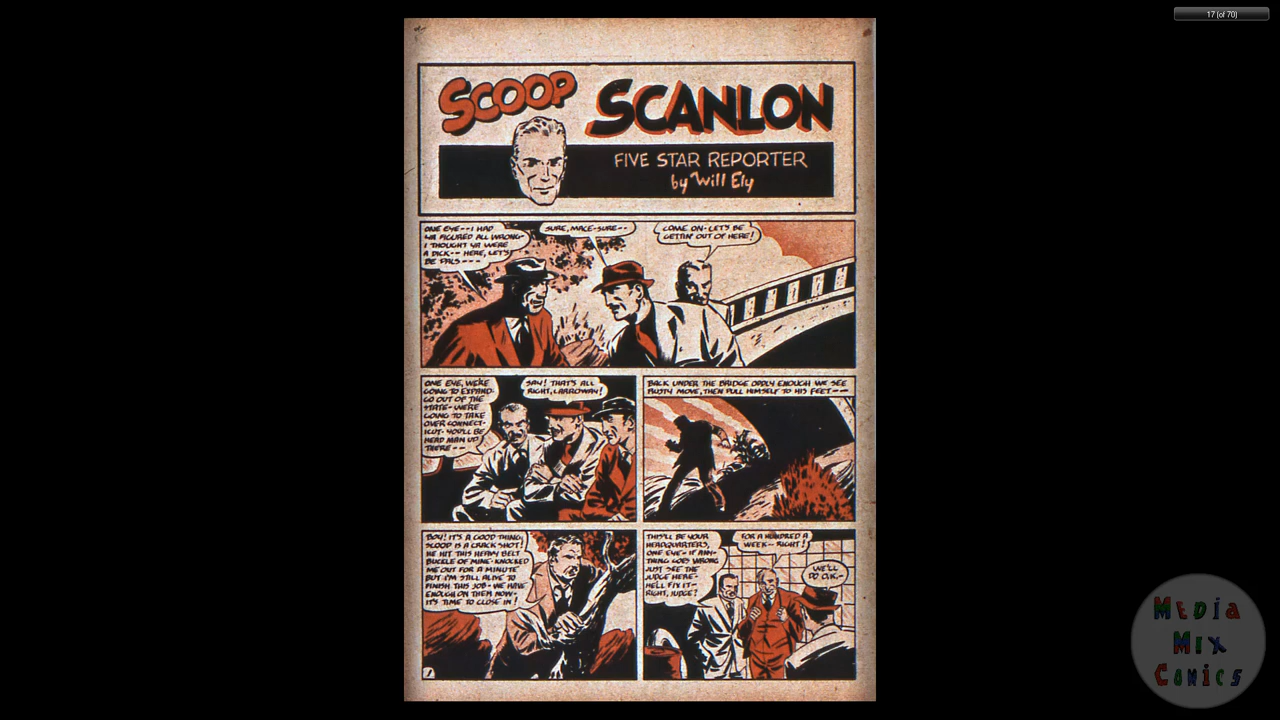 17 (of 70)
SCOOP SCANLON
FIVE STAR REPORTER
by Will Ely
ONE EYE--I HAD
YA FIGURED ALL WRONG-
I THOUGHT YA WERE
A DICK-- HERE, LET'S
BE PALS---
SURE, MACE-SURE--
COME ON-LET'S BE
GETTIN' OUT OF HERE!
ONE EYE, WE'RE
GOING TO EXPAND-
GO OUT OF THE
STATE-WE'RE
GOING TO TAKE
OVER CONNECT-
ICUT-YOU'LL BE
HEAD MAN UP
THERE--
SAY! THAT'S ALL
RIGHT, LARROWAY!
BACK UNDER THE BRIDGE ODDLY ENOUGH WE SEE
RUSTY MOVE, THEN PULL HIMSELF TO HIS FEET--
BOY! IT'S A GOOD THING
SCOOP IS A CRACK SHOT!
HE HIT THIS HEAVY BELT
BUCKLE OF MINE-KNOCKED
ME OUT FOR A MINUTE
BUT I'M STILL ALIVE TO
FINISH THIS JOB-WE HAVE
ENOUGH ON THEM NOW-
IT'S TIME TO CLOSE IN!
THIS'LL BE YOUR
HEADQUARTERS,
ONE EYE-IF ANY-
THING GOES WRONG
JUST SEE THE
JUDGE HERE-
HE'LL FIX IT-
RIGHT, JUDGE?
FOR A HUNDRED A
WEEK--RIGHT!
WE'LL
DO O.K.-
1
MEDIA
MIX
COMICS